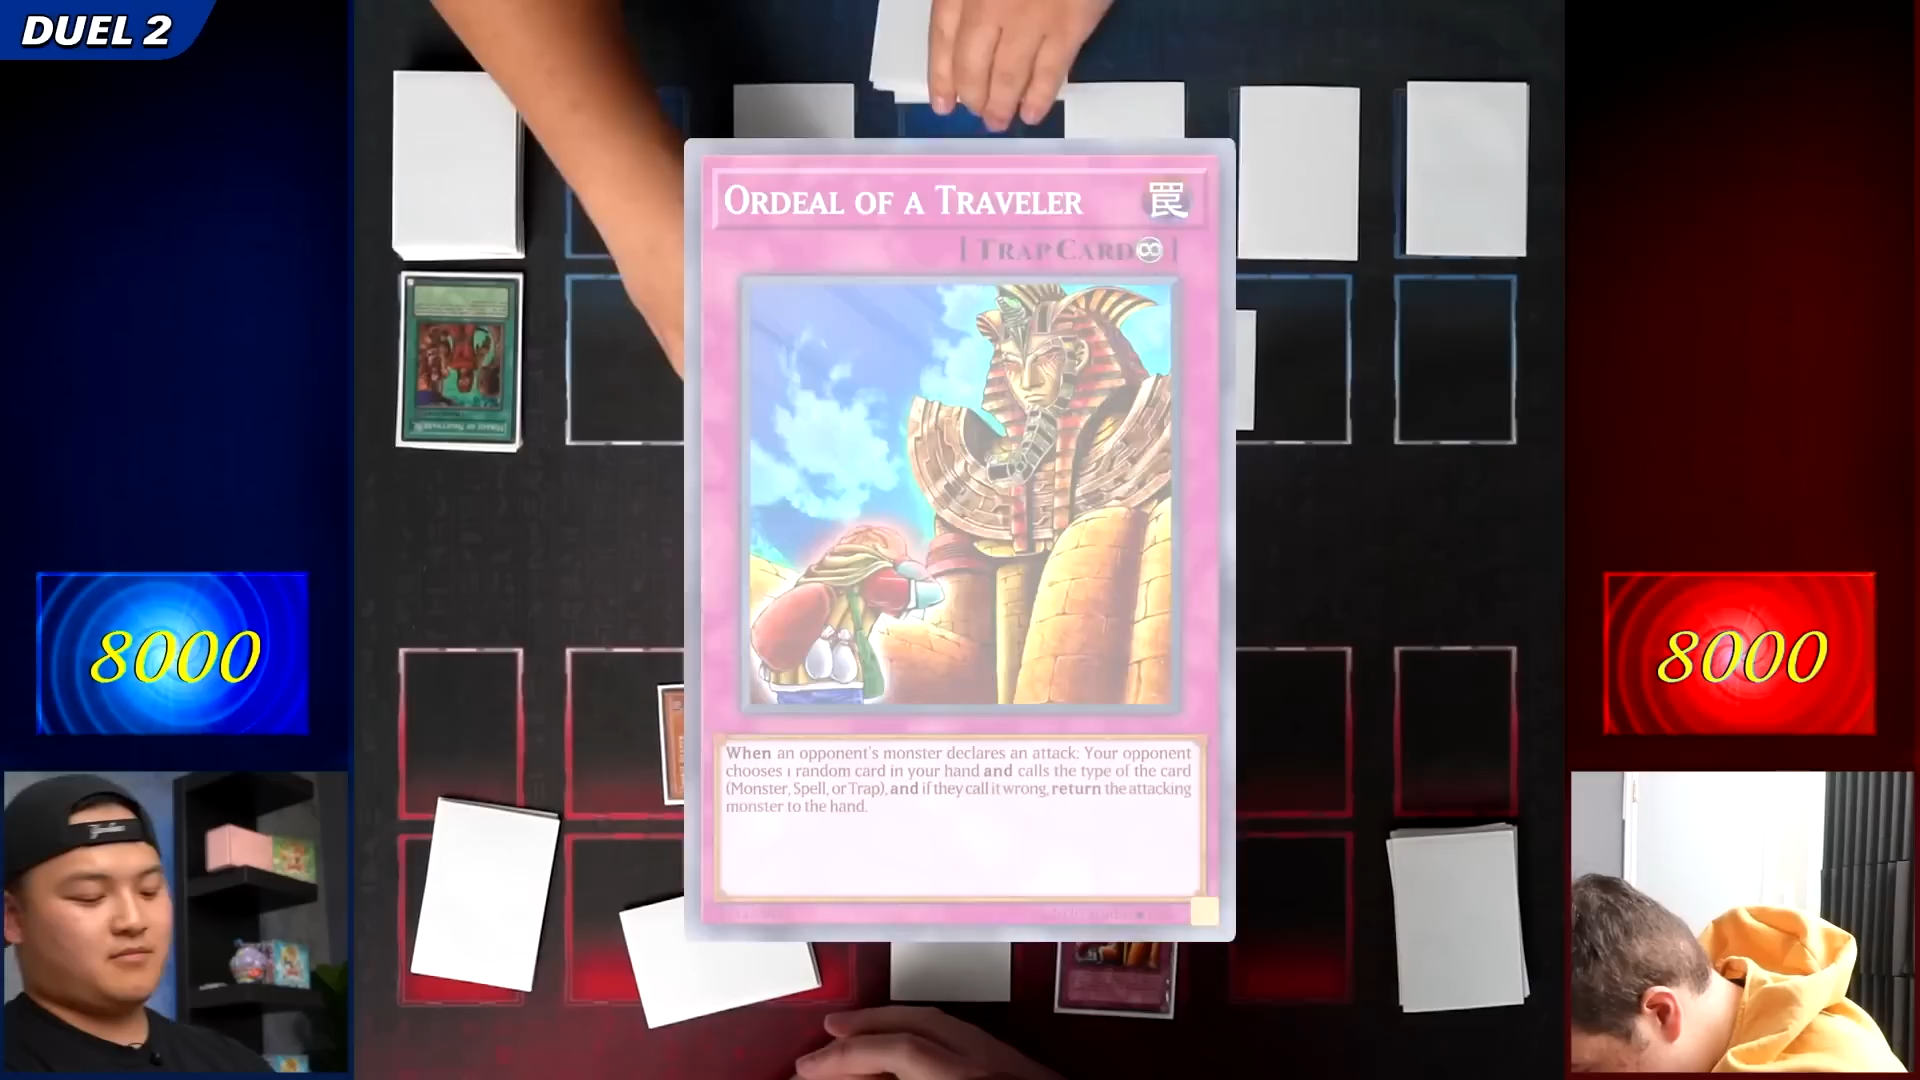 DUEL 2
ORDEAL OF A TRAVELER
罠
[ TRAP CARD ]
8000
8000
When an opponent's monster declares an attack: Your opponent
chooses 1 random card in your hand and calls the type of the card
(Monster, Spell, or Trap), and if they call it wrong, return the attacking
monster to the hand.